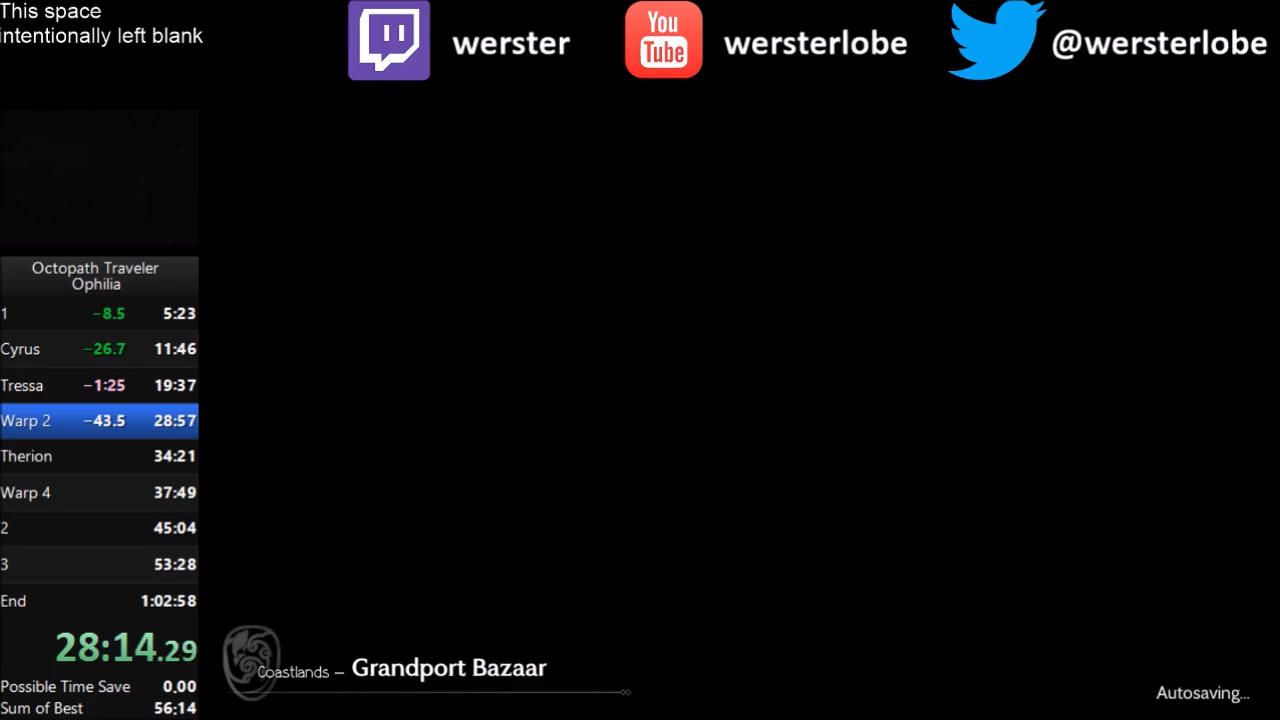 This space
intentionally left blank
werster
You
Tube
wersterlobe
@wersterlobe
Octopath Traveler
Ophilia
1 −8.5 5:23
Cyrus −26.7 11:46
Tressa −1:25 19:37
Warp 2 −43.5 28:57
Therion 34:21
Warp 4 37:49
2 45:04
3 53:28
End 1:02:58
28:14.29
Possible Time Save 0.00
Sum of Best 56:14
Coastlands – Grandport Bazaar
Autosaving...